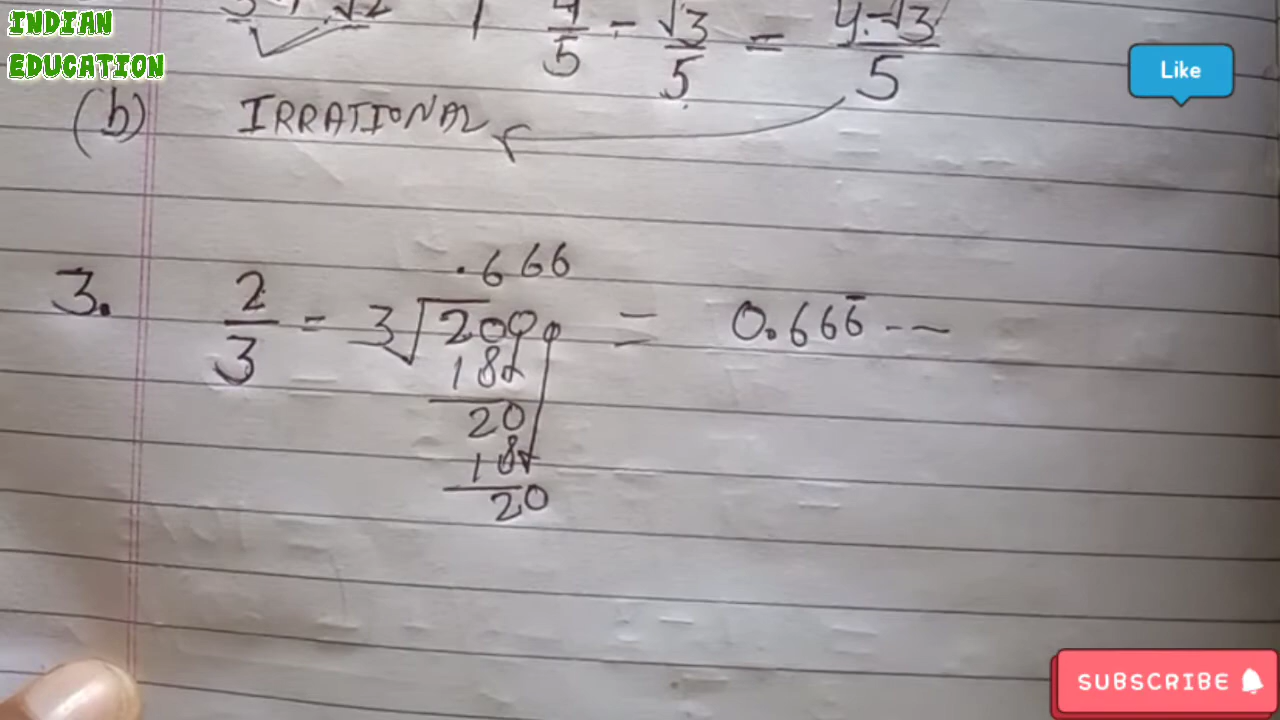 INDIAN
EDUCATION
Like
4/5 - √3/5 = 4-√3/5
(b) IRRATIONAL
.666
3. 2/3 = 3√2000 = 0.666̄ --
18
20
18
20
SUBSCRIBE